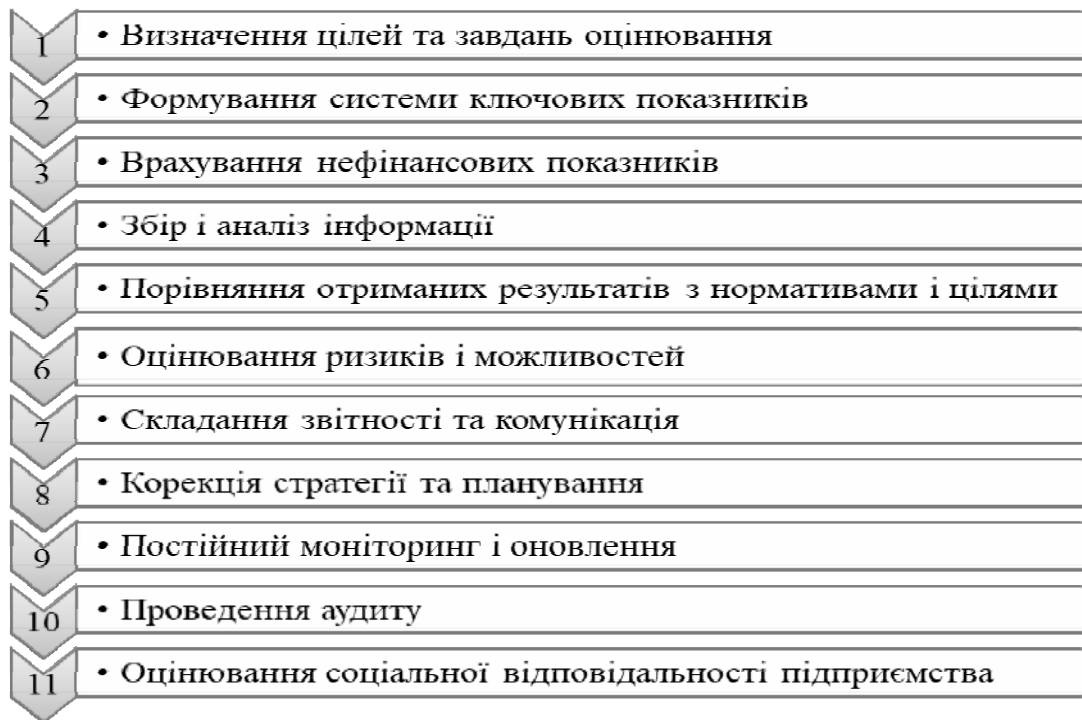 1 • Визначення цілей та завдань оцінювання
2 • Формування системи ключових показників
3 • Врахування нефінансових показників
4 • Збір і аналіз інформації
5 • Порівняння отриманих результатів з нормативами і цілями
6 • Оцінювання ризиків і можливостей
7 • Складання звітності та комунікація
8 • Корекція стратегії та планування
9 • Постійний моніторинг і оновлення
10 • Проведення аудиту
11 • Оцінювання соціальної відповідальності підприємства